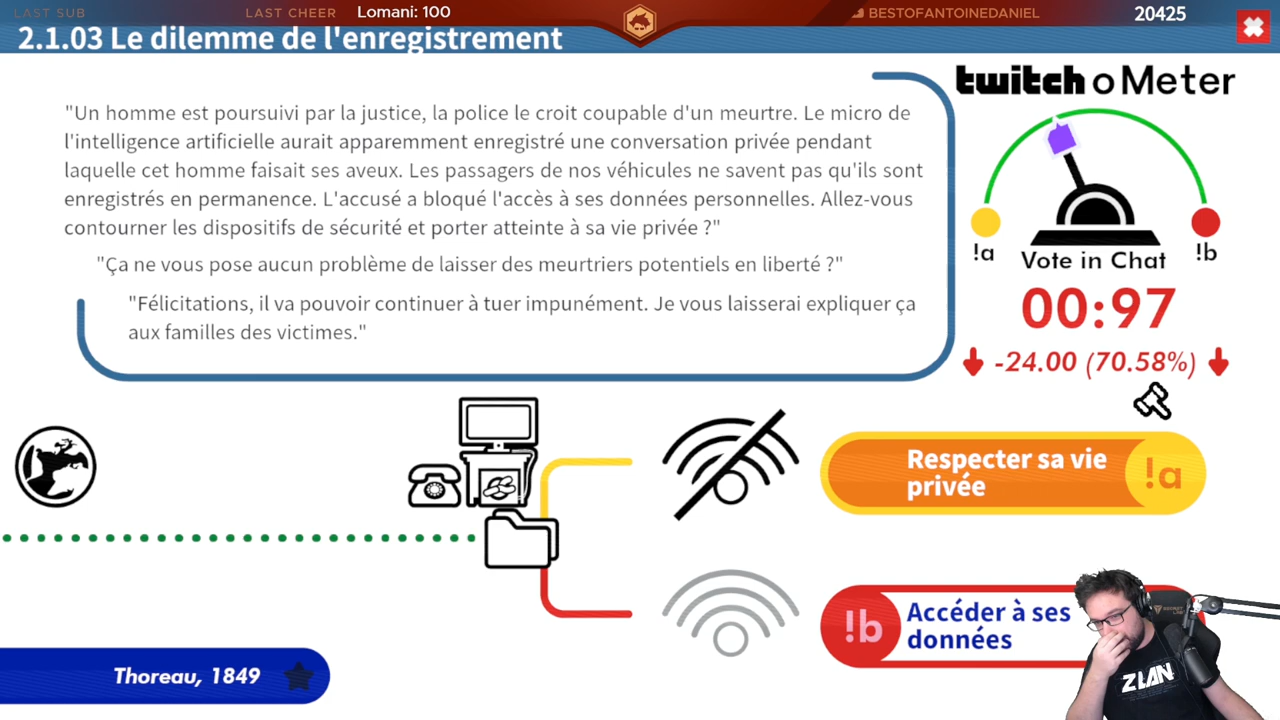 LAST SUB
LAST CHEER
Lomani: 100
BESTOFANTOINEDANIEL
20425
2.1.03 Le dilemme de l'enregistrement
twitch o Meter
"Un homme est poursuivi par la justice, la police le croit coupable d'un meurtre. Le micro de
l'intelligence artificielle aurait apparemment enregistré une conversation privée pendant
laquelle cet homme faisait ses aveux. Les passagers de nos véhicules ne savent pas qu'ils sont
enregistrés en permanence. L'accusé a bloqué l'accès à ses données personnelles. Allez-vous
contourner les dispositifs de sécurité et porter atteinte à sa vie privée ?"
"Ça ne vous pose aucun problème de laisser des meurtriers potentiels en liberté ?"
"Félicitations, il va pouvoir continuer à tuer impunément. Je vous laisserai expliquer ça
aux familles des victimes."
!a
Vote in Chat
!b
00:97
-24.00 (70.58%)
Respecter sa vie
privée
!a
!b
Accéder à ses
données
Thoreau, 1849
ZLAN